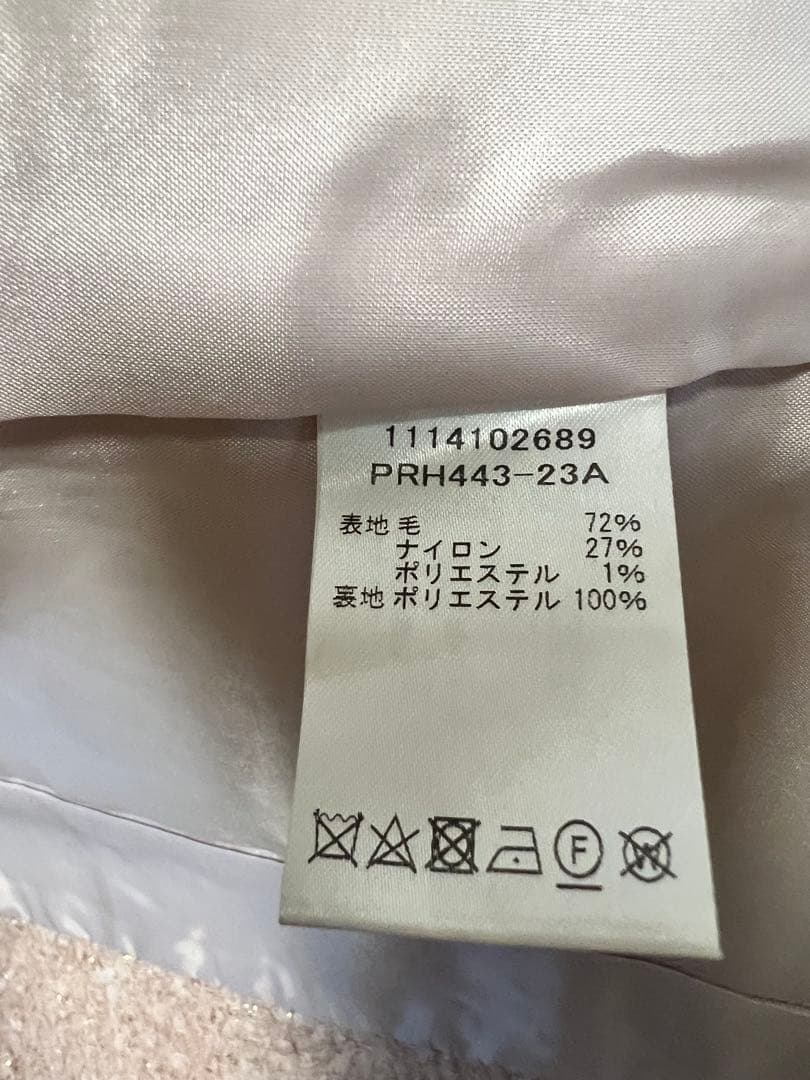 1114102689
PRH443-23A
表地 毛 72%
ナイロン 27%
ポリエステル 1%
裏地 ポリエステル 100%
F
W